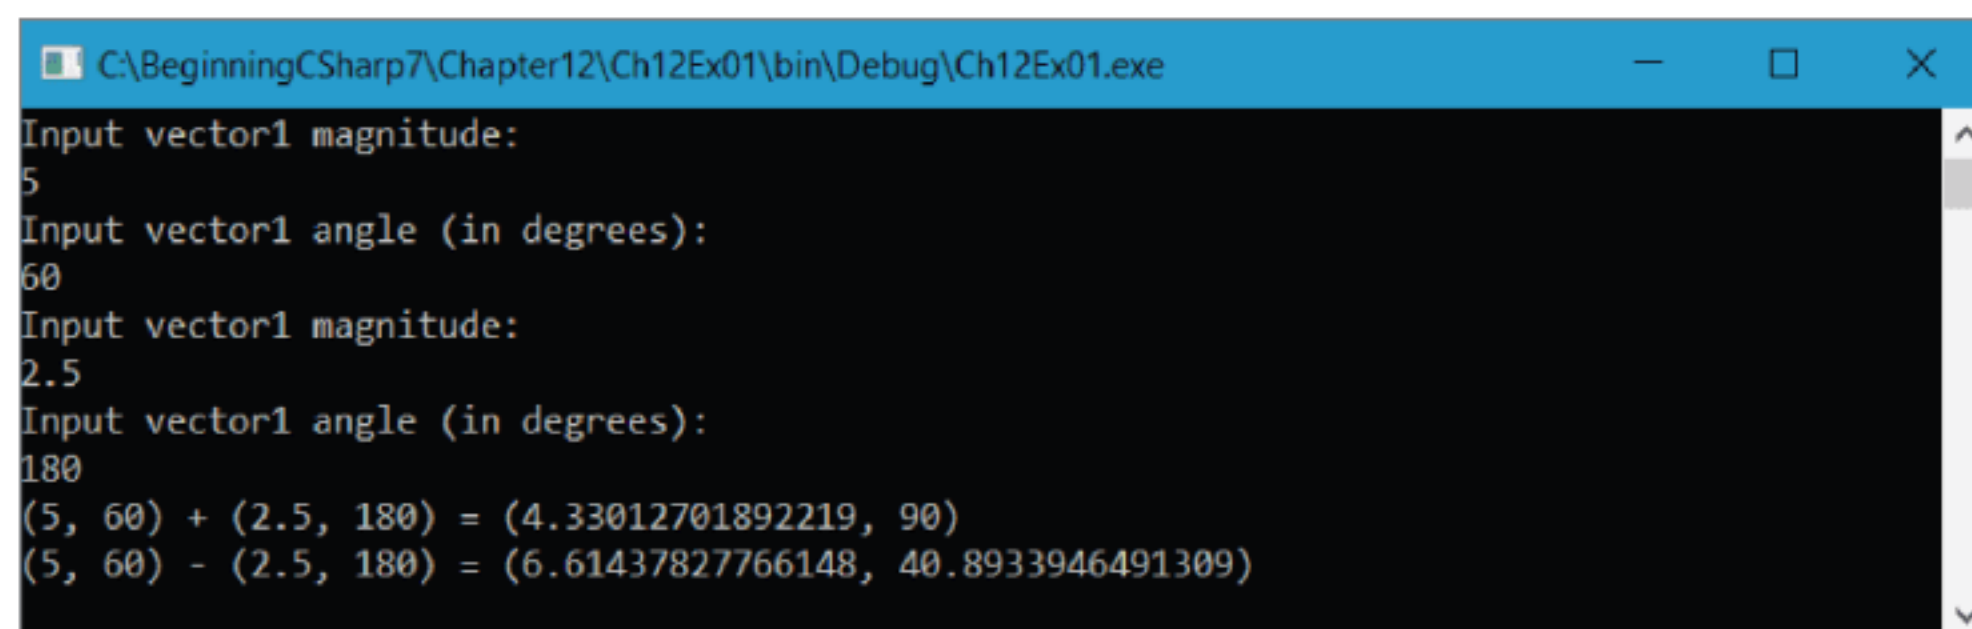 C:\BeginningCSharp7\Chapter12\Ch12Ex01\bin\Debug\Ch12Ex01.exe
Input vector1 magnitude:
5
Input vector1 angle (in degrees):
60
Input vector1 magnitude:
2.5
Input vector1 angle (in degrees):
180
(5, 60) + (2.5, 180) = (4.33012701892219, 90)
(5, 60) - (2.5, 180) = (6.61437827766148, 40.8933946491309)